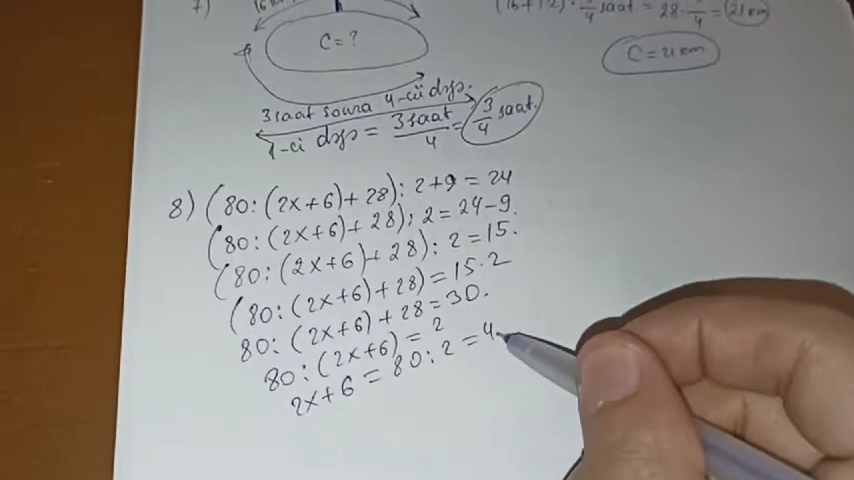 7)
C=?
(16+12)· 3/4 saat = 28· 3/4 = 21 km
C=21 km
3 saat sonra 4-cü dəfə.
1-ci dəfə = 3 saat/4 = 3/4 saat.
8) (80:(2x+6)+28):2+9=24
(80:(2x+6)+28):2=24-9.
(80:(2x+6)+28):2=15.
(80:(2x+6)+28)=15·2
80:(2x+6)+28=30.
80:(2x+6)=2
2x+6=80:2=4